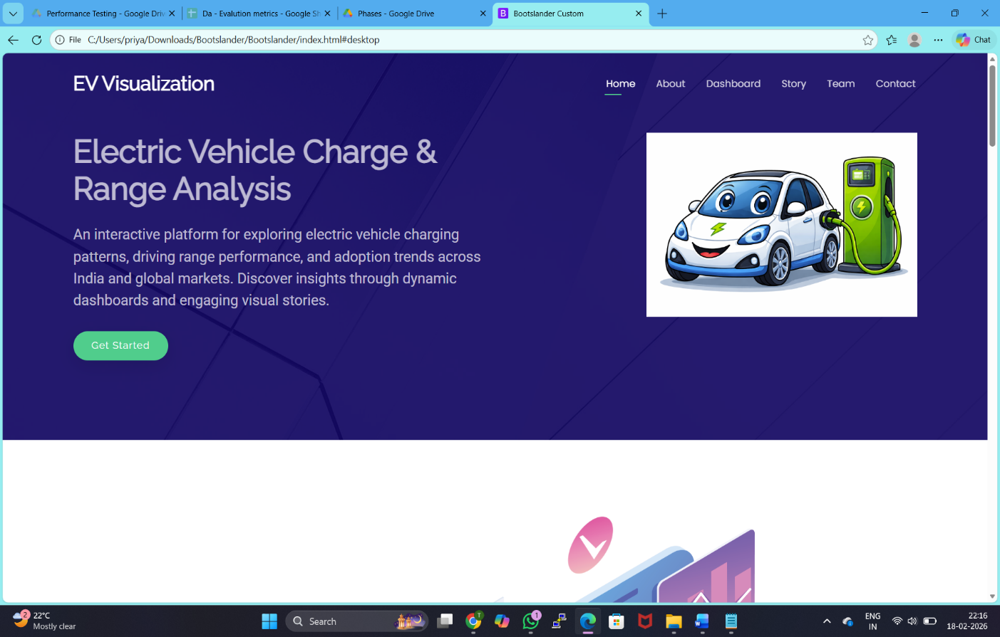 Performance Testing - Google Driv
Da - Evalution metrics - Google Sh
Phases - Google Drive
B Bootslander Custom
File C:/Users/priya/Downloads/Bootslander/Bootslander/index.html#desktop
Chat
EV Visualization
Home About Dashboard Story Team Contact
Electric Vehicle Charge &
Range Analysis
An interactive platform for exploring electric vehicle charging
patterns, driving range performance, and adoption trends across
India and global markets. Discover insights through dynamic
dashboards and engaging visual stories.
Get Started
2
22°C
Mostly clear
Search
T
1
W
ENG
IN
22:16
18-02-2026